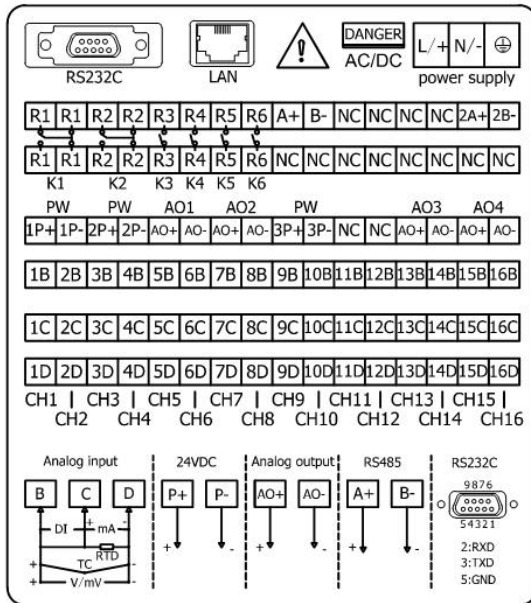 RS232C LAN DANGER AC/DC L/+ N/- power supply
R1 R1 R2 R2 R3 R4 R5 R6 A+ B- NC NC NC NC 2A+ 2B-
R1 R1 R2 R2 R3 R4 R5 R6 NC NC NC NC NC NC NC NC
K1 K2 K3 K4 K5 K6
PW PW AO1 AO2 PW AO3 AO4
1P+ 1P- 2P+ 2P- AO+ AO- AO+ AO- 3P+ 3P- NC NC AO+ AO- AO+ AO-
1B 2B 3B 4B 5B 6B 7B 8B 9B 10B 11B 12B 13B 14B 15B 16B
1C 2C 3C 4C 5C 6C 7C 8C 9C 10C 11C 12C 13C 14C 15C 16C
1D 2D 3D 4D 5D 6D 7D 8D 9D 10D 11D 12D 13D 14D 15D 16D
CH1 | CH3 | CH5 | CH7 | CH9 | CH11 | CH13 | CH15 |
CH2 CH4 CH6 CH8 CH10 CH12 CH14 CH16
Analog input 24VDC Analog output RS485 RS232C
B C D P+ P- AO+ AO- A+ B- 9876
54321
DI + mA -
RTD
+ TC -
+ V/mV -
+ - + - + -
2:RXD
3:TXD
5:GND